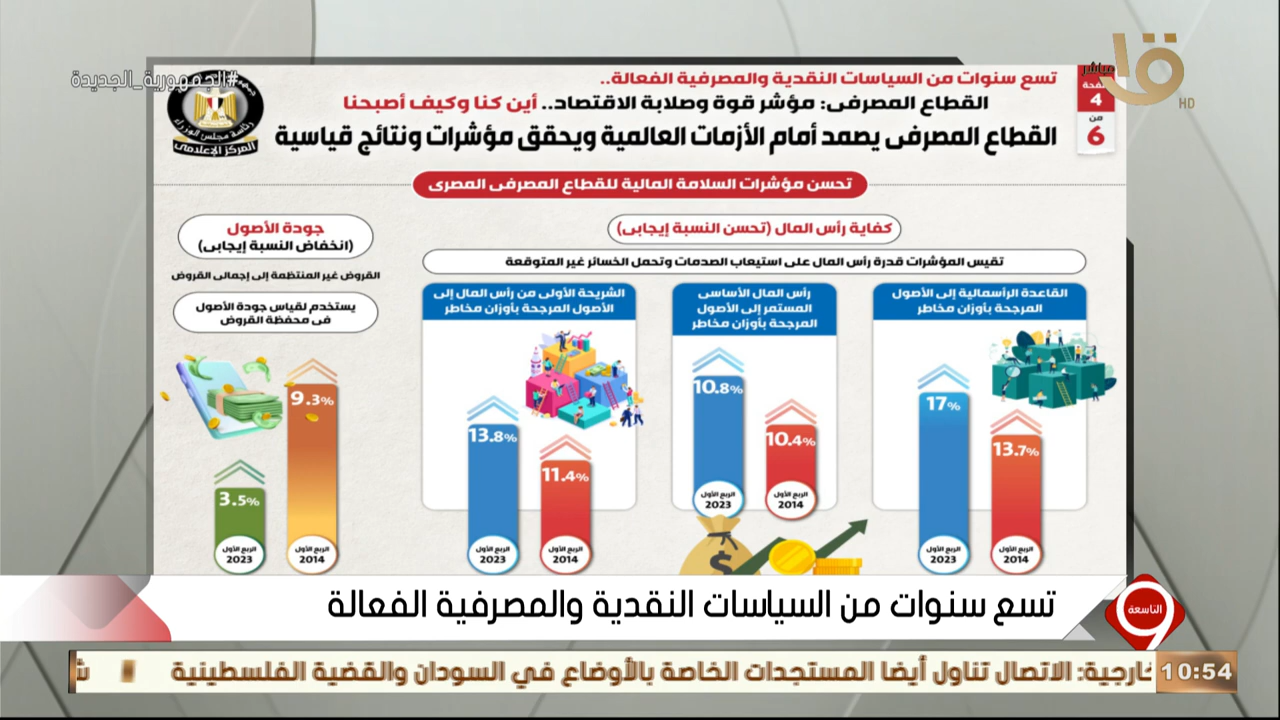 #الجمهورية_الجديدة
مباشر
HD
صفحة
4
من
6
تسع سنوات من السياسات النقدية والمصرفية الفعالة..
القطاع المصرفى: مؤشر قوة وصلابة الاقتصاد.. أين كنا وكيف أصبحنا
القطاع المصرفى يصمد أمام الأزمات العالمية ويحقق مؤشرات ونتائج قياسية
رئاسة مجلس الوزراء
المركز الإعلامى
تحسن مؤشرات السلامة المالية للقطاع المصرفى المصرى
كفاية رأس المال (تحسن النسبة إيجابى)
تقيس المؤشرات قدرة رأس المال على استيعاب الصدمات وتحمل الخسائر غير المتوقعة
القاعدة الرأسمالية إلى الأصول
المرجحة بأوزان مخاطر
17%
13.7%
الربع الأول
2023
الربع الأول
2014
رأس المال الأساسى
المستمر إلى الأصول
المرجحة بأوزان مخاطر
10.8%
10.4%
الربع الأول
2023
الربع الأول
2014
الشريحة الأولى من رأس المال إلى
الأصول المرجحة بأوزان مخاطر
13.8%
11.4%
الربع الأول
2023
الربع الأول
2014
جودة الأصول
(انخفاض النسبة إيجابى)
القروض غير المنتظمة إلى إجمالى القروض
يستخدم لقياس جودة الأصول
فى محفظة القروض
9.3%
3.5%
الربع الأول
2023
الربع الأول
2014
$
التاسعة
9
تسع سنوات من السياسات النقدية والمصرفية الفعالة
خارجية: الاتصال تناول أيضا المستجدات الخاصة بالأوضاع في السودان والقضية الفلسطينية
10:54